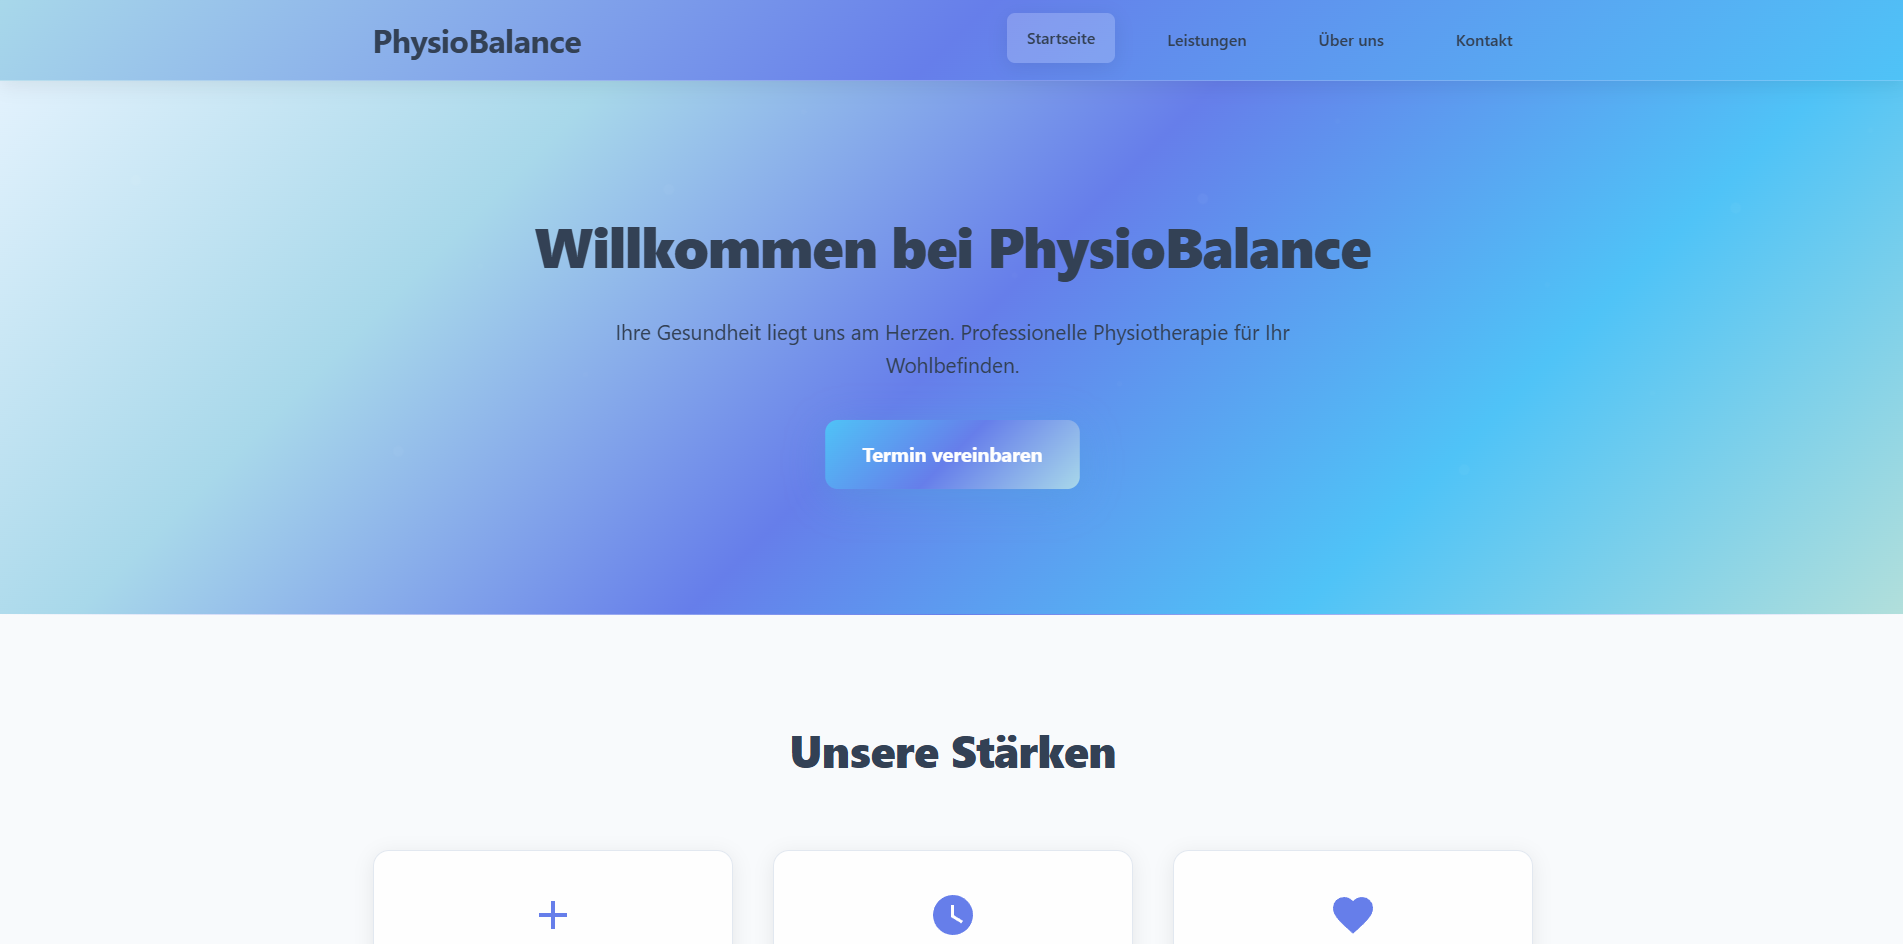 PhysioBalance
Startseite
Leistungen
Über uns
Kontakt
Willkommen bei PhysioBalance
Ihre Gesundheit liegt uns am Herzen. Professionelle Physiotherapie für Ihr
Wohlbefinden.
Termin vereinbaren
Unsere Stärken